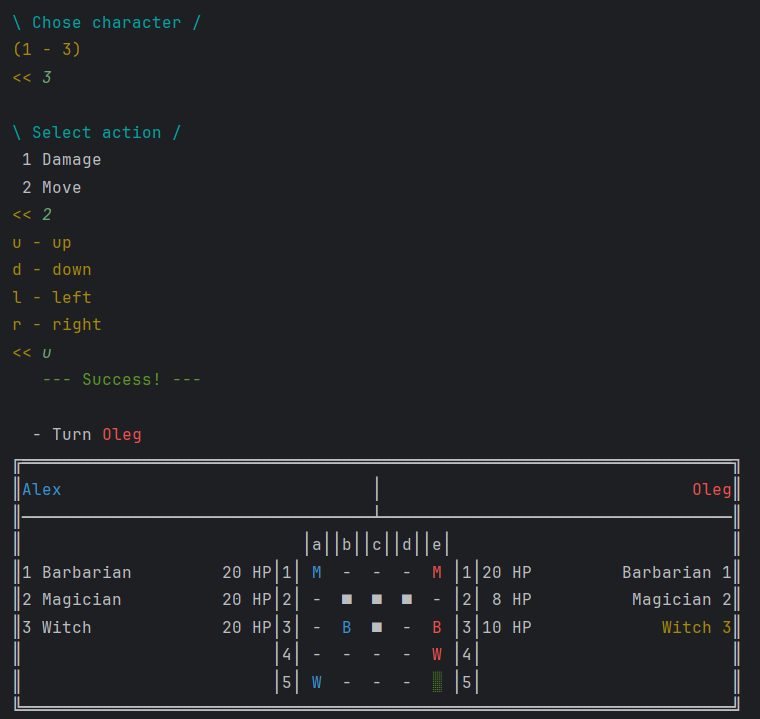 \ Chose character /
(1 - 3)
<< 3
\ Select action /
1 Damage
2 Move
<< 2
u - up
d - down
l - left
r - right
<< u
--- Success! ---
- Turn Oleg
Alex | Oleg
|a||b||c||d||e|
1 Barbarian 20 HP|1| M - - - M |1|20 HP Barbarian 1
2 Magician 20 HP|2| - ■ ■ ■ - |2| 8 HP Magician 2
3 Witch 20 HP|3| - B ■ - B |3|10 HP Witch 3
|4| - - - - W |4|
|5| W - - - ▒ |5|